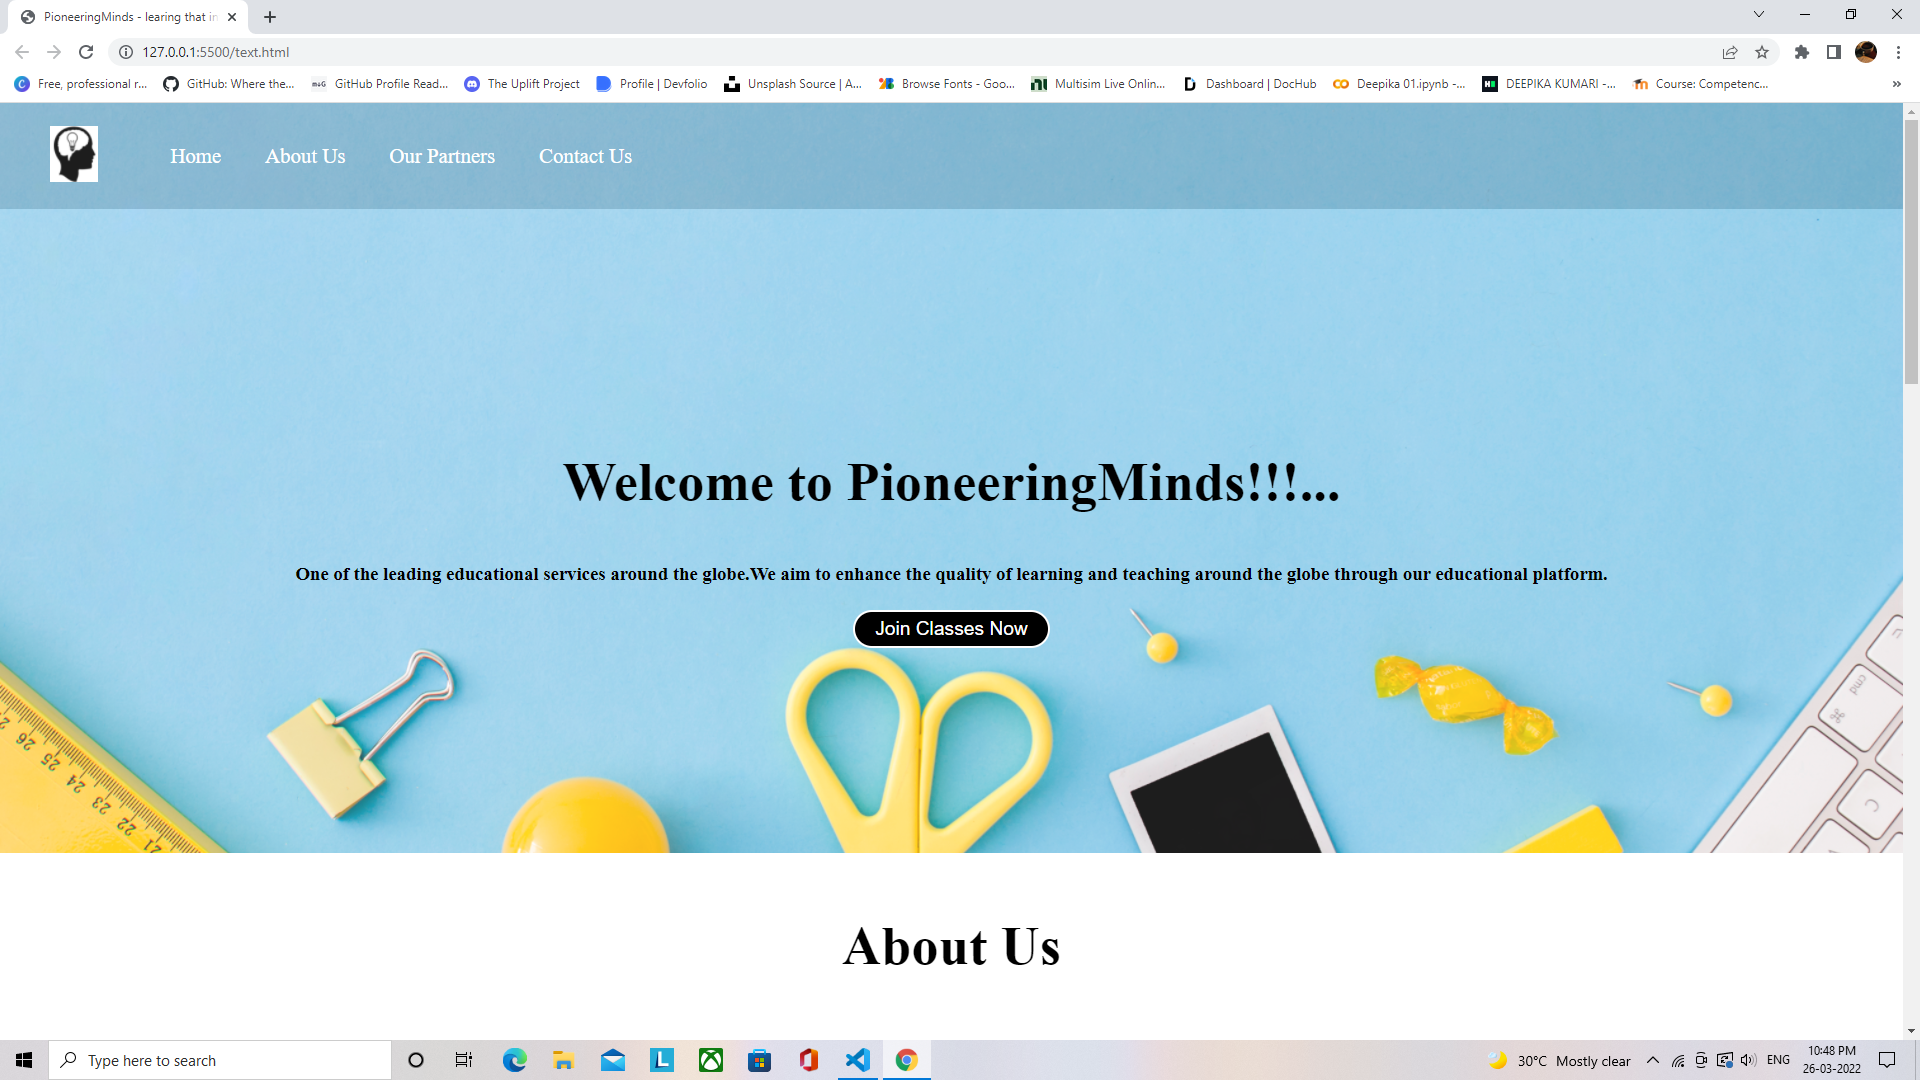 PioneeringMinds - learing that in
127.0.0.1:5500/text.html
Free, professional r...
GitHub: Where the...
GitHub Profile Read...
The Uplift Project
Profile | Devfolio
Unsplash Source | A...
Browse Fonts - Goo...
Multisim Live Onlin...
Dashboard | DocHub
Deepika 01.ipynb -...
DEEPIKA KUMARI -...
Course: Competenc...
Home
About Us
Our Partners
Contact Us
Welcome to PioneeringMinds!!!...
One of the leading educational services around the globe.We aim to enhance the quality of learning and teaching around the globe through our educational platform.
Join Classes Now
cmd
26
25
24
23
22
21
About Us
Type here to search
30°C Mostly clear
ENG
10:48 PM
26-03-2022